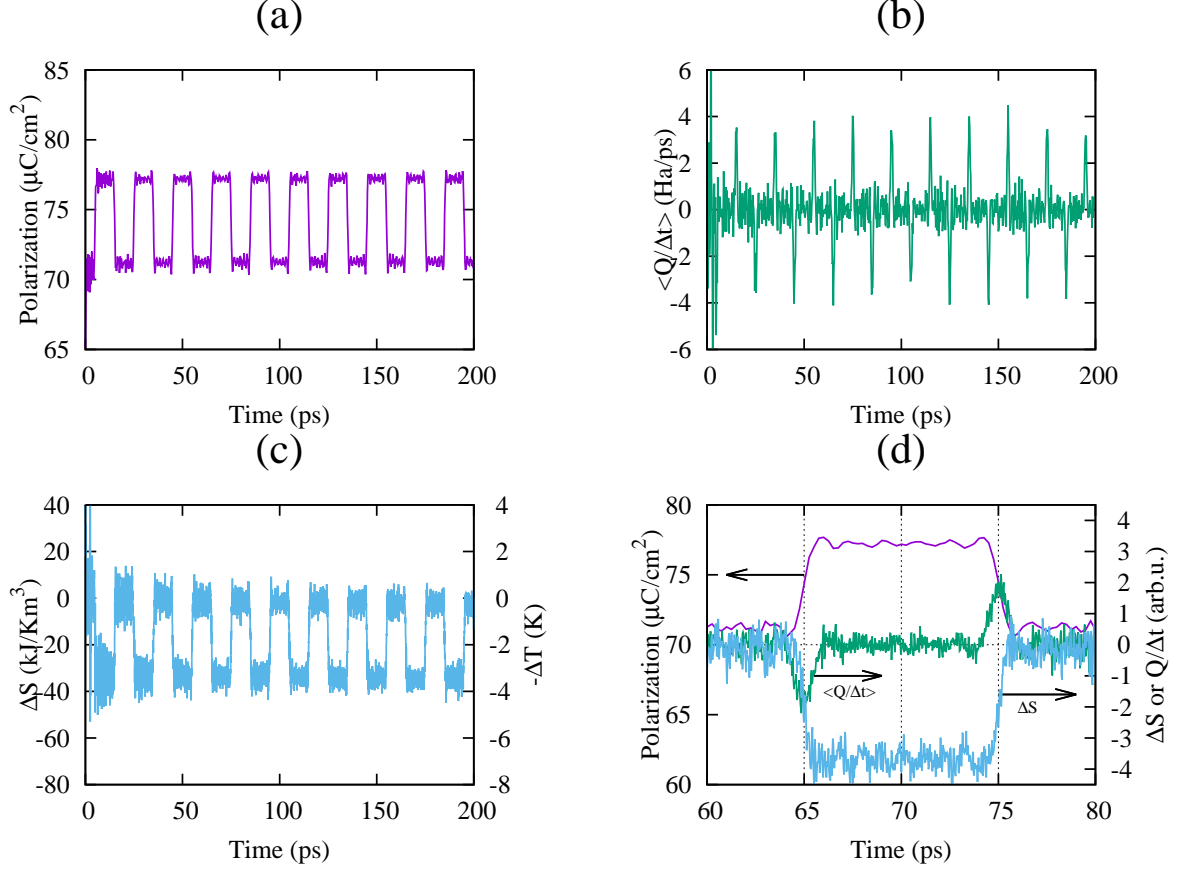 (a)
85
80
75
70
65
0 50 100 150 200
Polarization (μC/cm²)
Time (ps)
(b)
6
4
2
0
-2
-4
-6
0 50 100 150 200
<Q/Δt> (Ha/ps)
Time (ps)
(c)
40
20
0
-20
-40
-60
-80
4
2
0
-2
-4
-6
-8
0 50 100 150 200
ΔS (kJ/Km³)
-ΔT (K)
Time (ps)
(d)
80
75
70
65
60
4
3
2
1
0
-1
-2
-3
-4
60 65 70 75 80
Polarization (μC/cm²)
ΔS or Q/Δt (arb.u.)
<Q/Δt>
ΔS
Time (ps)